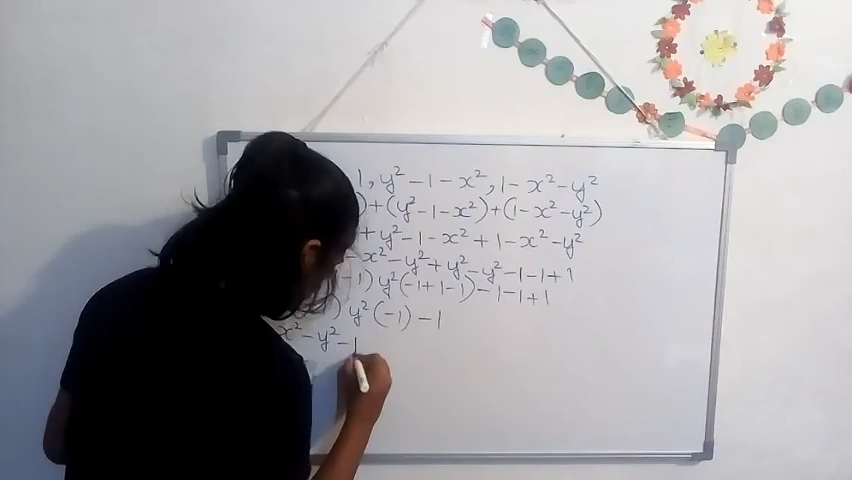 1, y² - 1 - x², 1 - x² - y²
) + (y² - 1 - x²) + (1 - x² - y²)
+ y² - 1 - x² + 1 - x² - y²
- x² - y² + y² - y² - 1 - 1 + 1
1) y² (-1 + 1 - 1) - 1 - 1 + 1
) y² (-1) - 1
x² - y² - 1